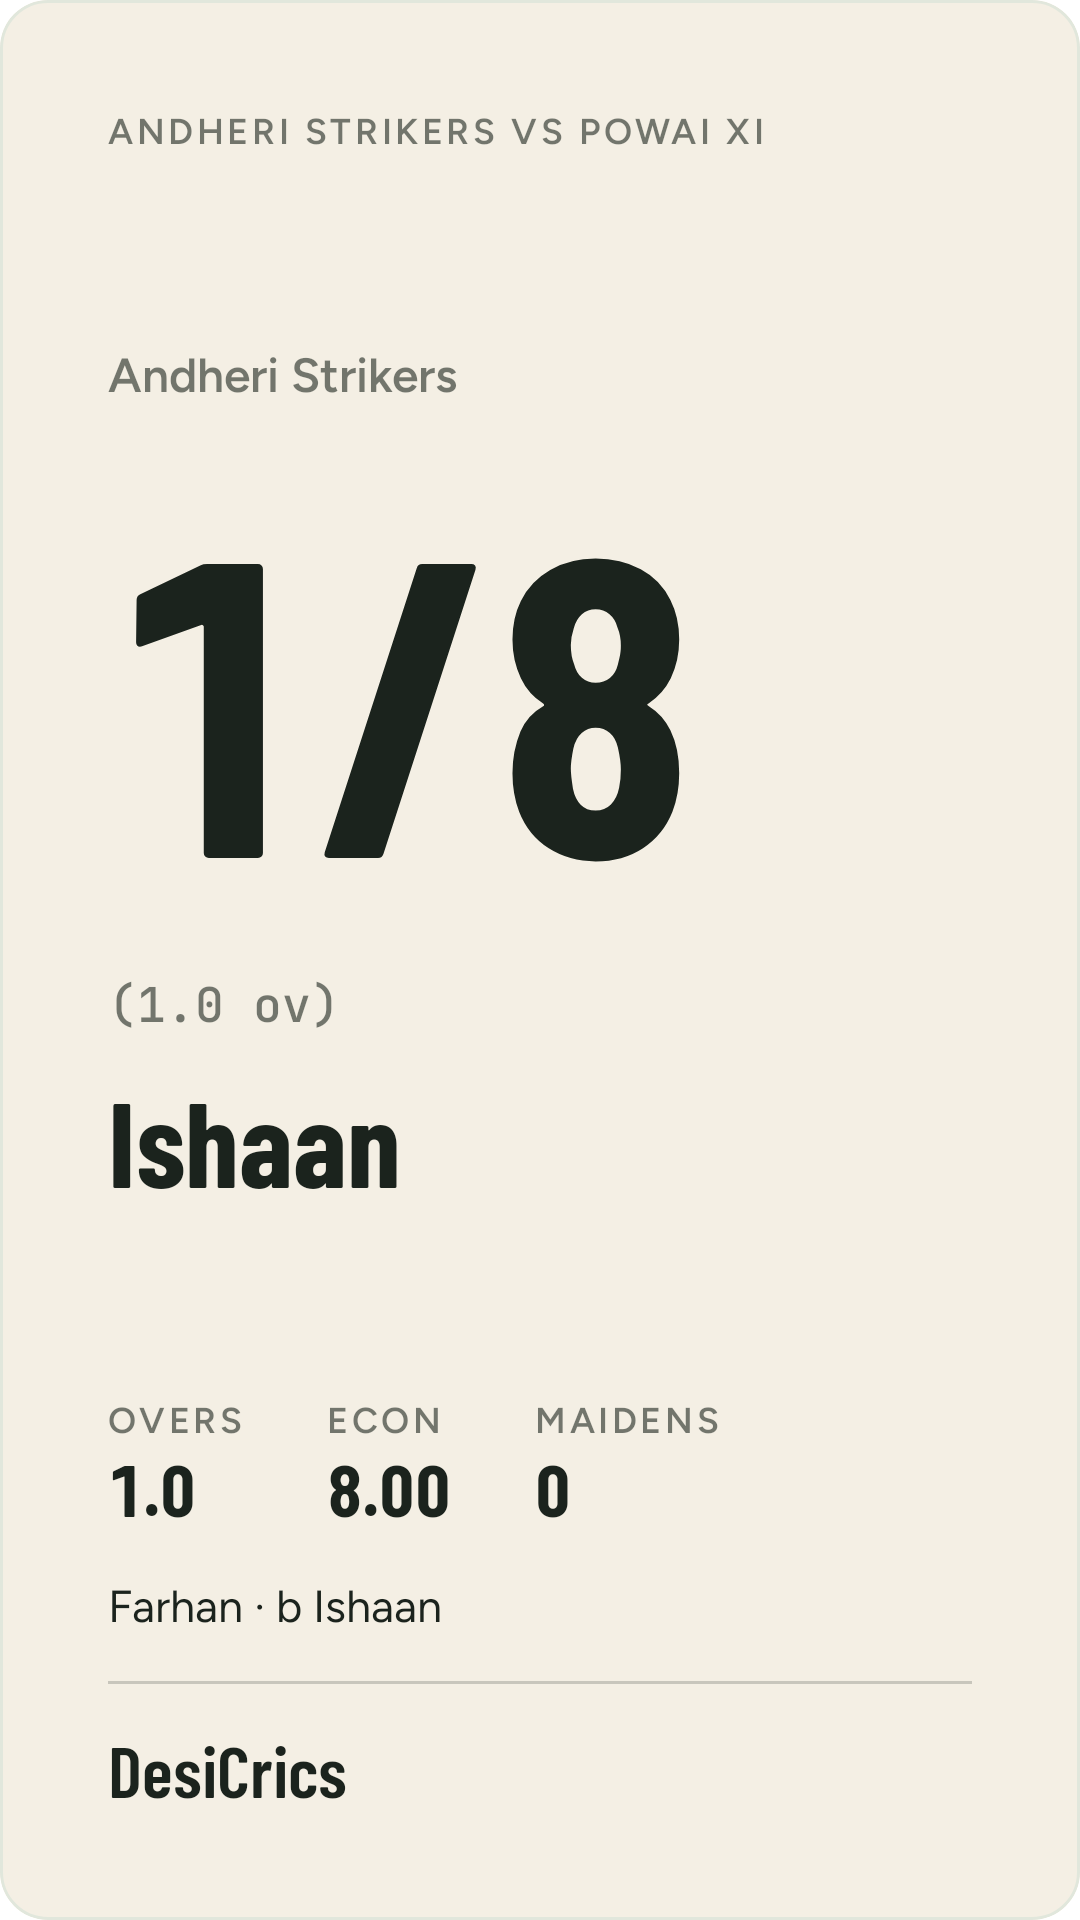 ANDHERI STRIKERS VS POWAI XI
Andheri Strikers
1/8
(1.0 ov)
Ishaan
OVERS ECON MAIDENS
1.0 8.00 0
Farhan · b Ishaan
DesiCrics